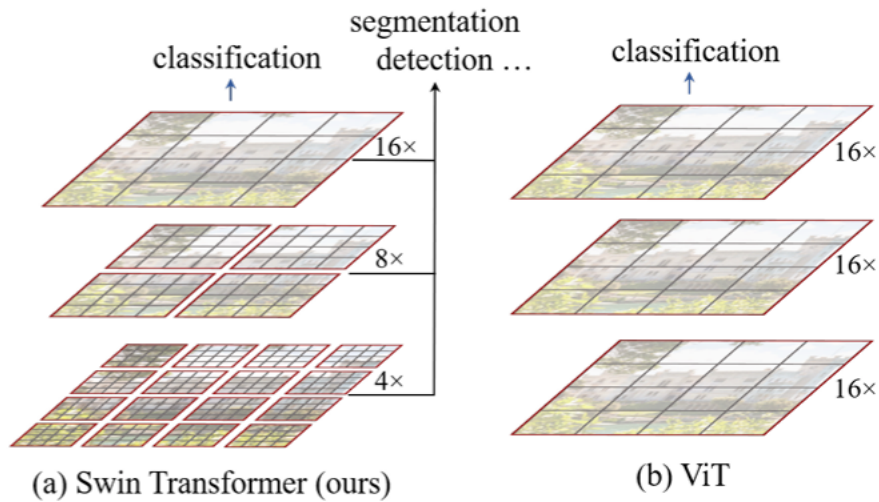 segmentation
classification
detection ...
classification
16×
8×
4×
16×
16×
16×
(a) Swin Transformer (ours)
(b) ViT